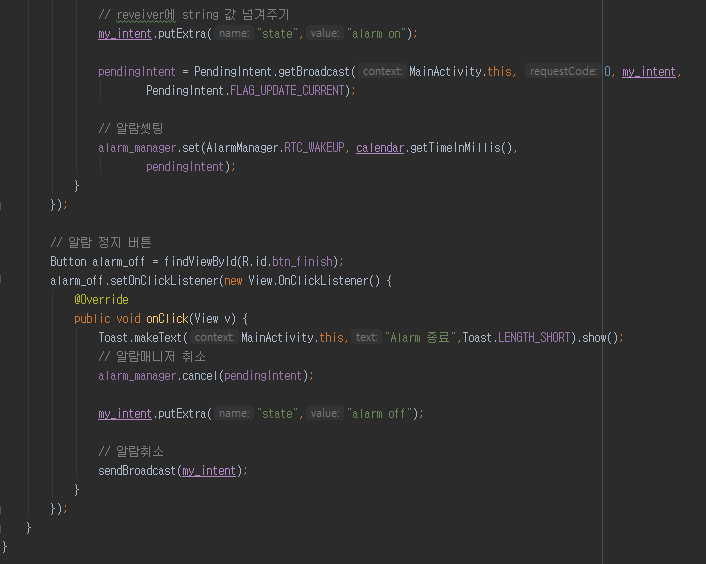 // reveiver에 string 값 넘겨주기
my_intent.putExtra( name: "state", value: "alarm on");
pendingIntent = PendingIntent.getBroadcast( context: MainActivity.this, requestCode: 0, my_intent,
PendingIntent.FLAG_UPDATE_CURRENT);
// 알람셋팅
alarm_manager.set(AlarmManager.RTC_WAKEUP, calendar.getTimeInMillis(),
pendingIntent);
}
});
// 알람 정지 버튼
Button alarm_off = findViewById(R.id.btn_finish);
alarm_off.setOnClickListener(new View.OnClickListener() {
@Override
public void onClick(View v) {
Toast.makeText( context: MainActivity.this, text: "Alarm 종료",Toast.LENGTH_SHORT).show();
// 알람매니저 취소
alarm_manager.cancel(pendingIntent);
my_intent.putExtra( name: "state", value: "alarm off");
// 알람취소
sendBroadcast(my_intent);
}
});
}
}